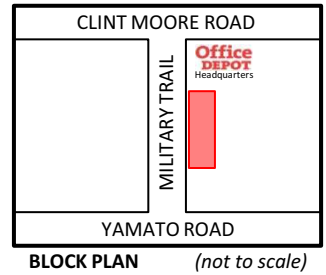 CLINT MOORE ROAD
Office
DEPOT
Headquarters
MILITARY TRAIL
YAMATO ROAD
BLOCK PLAN (not to scale)